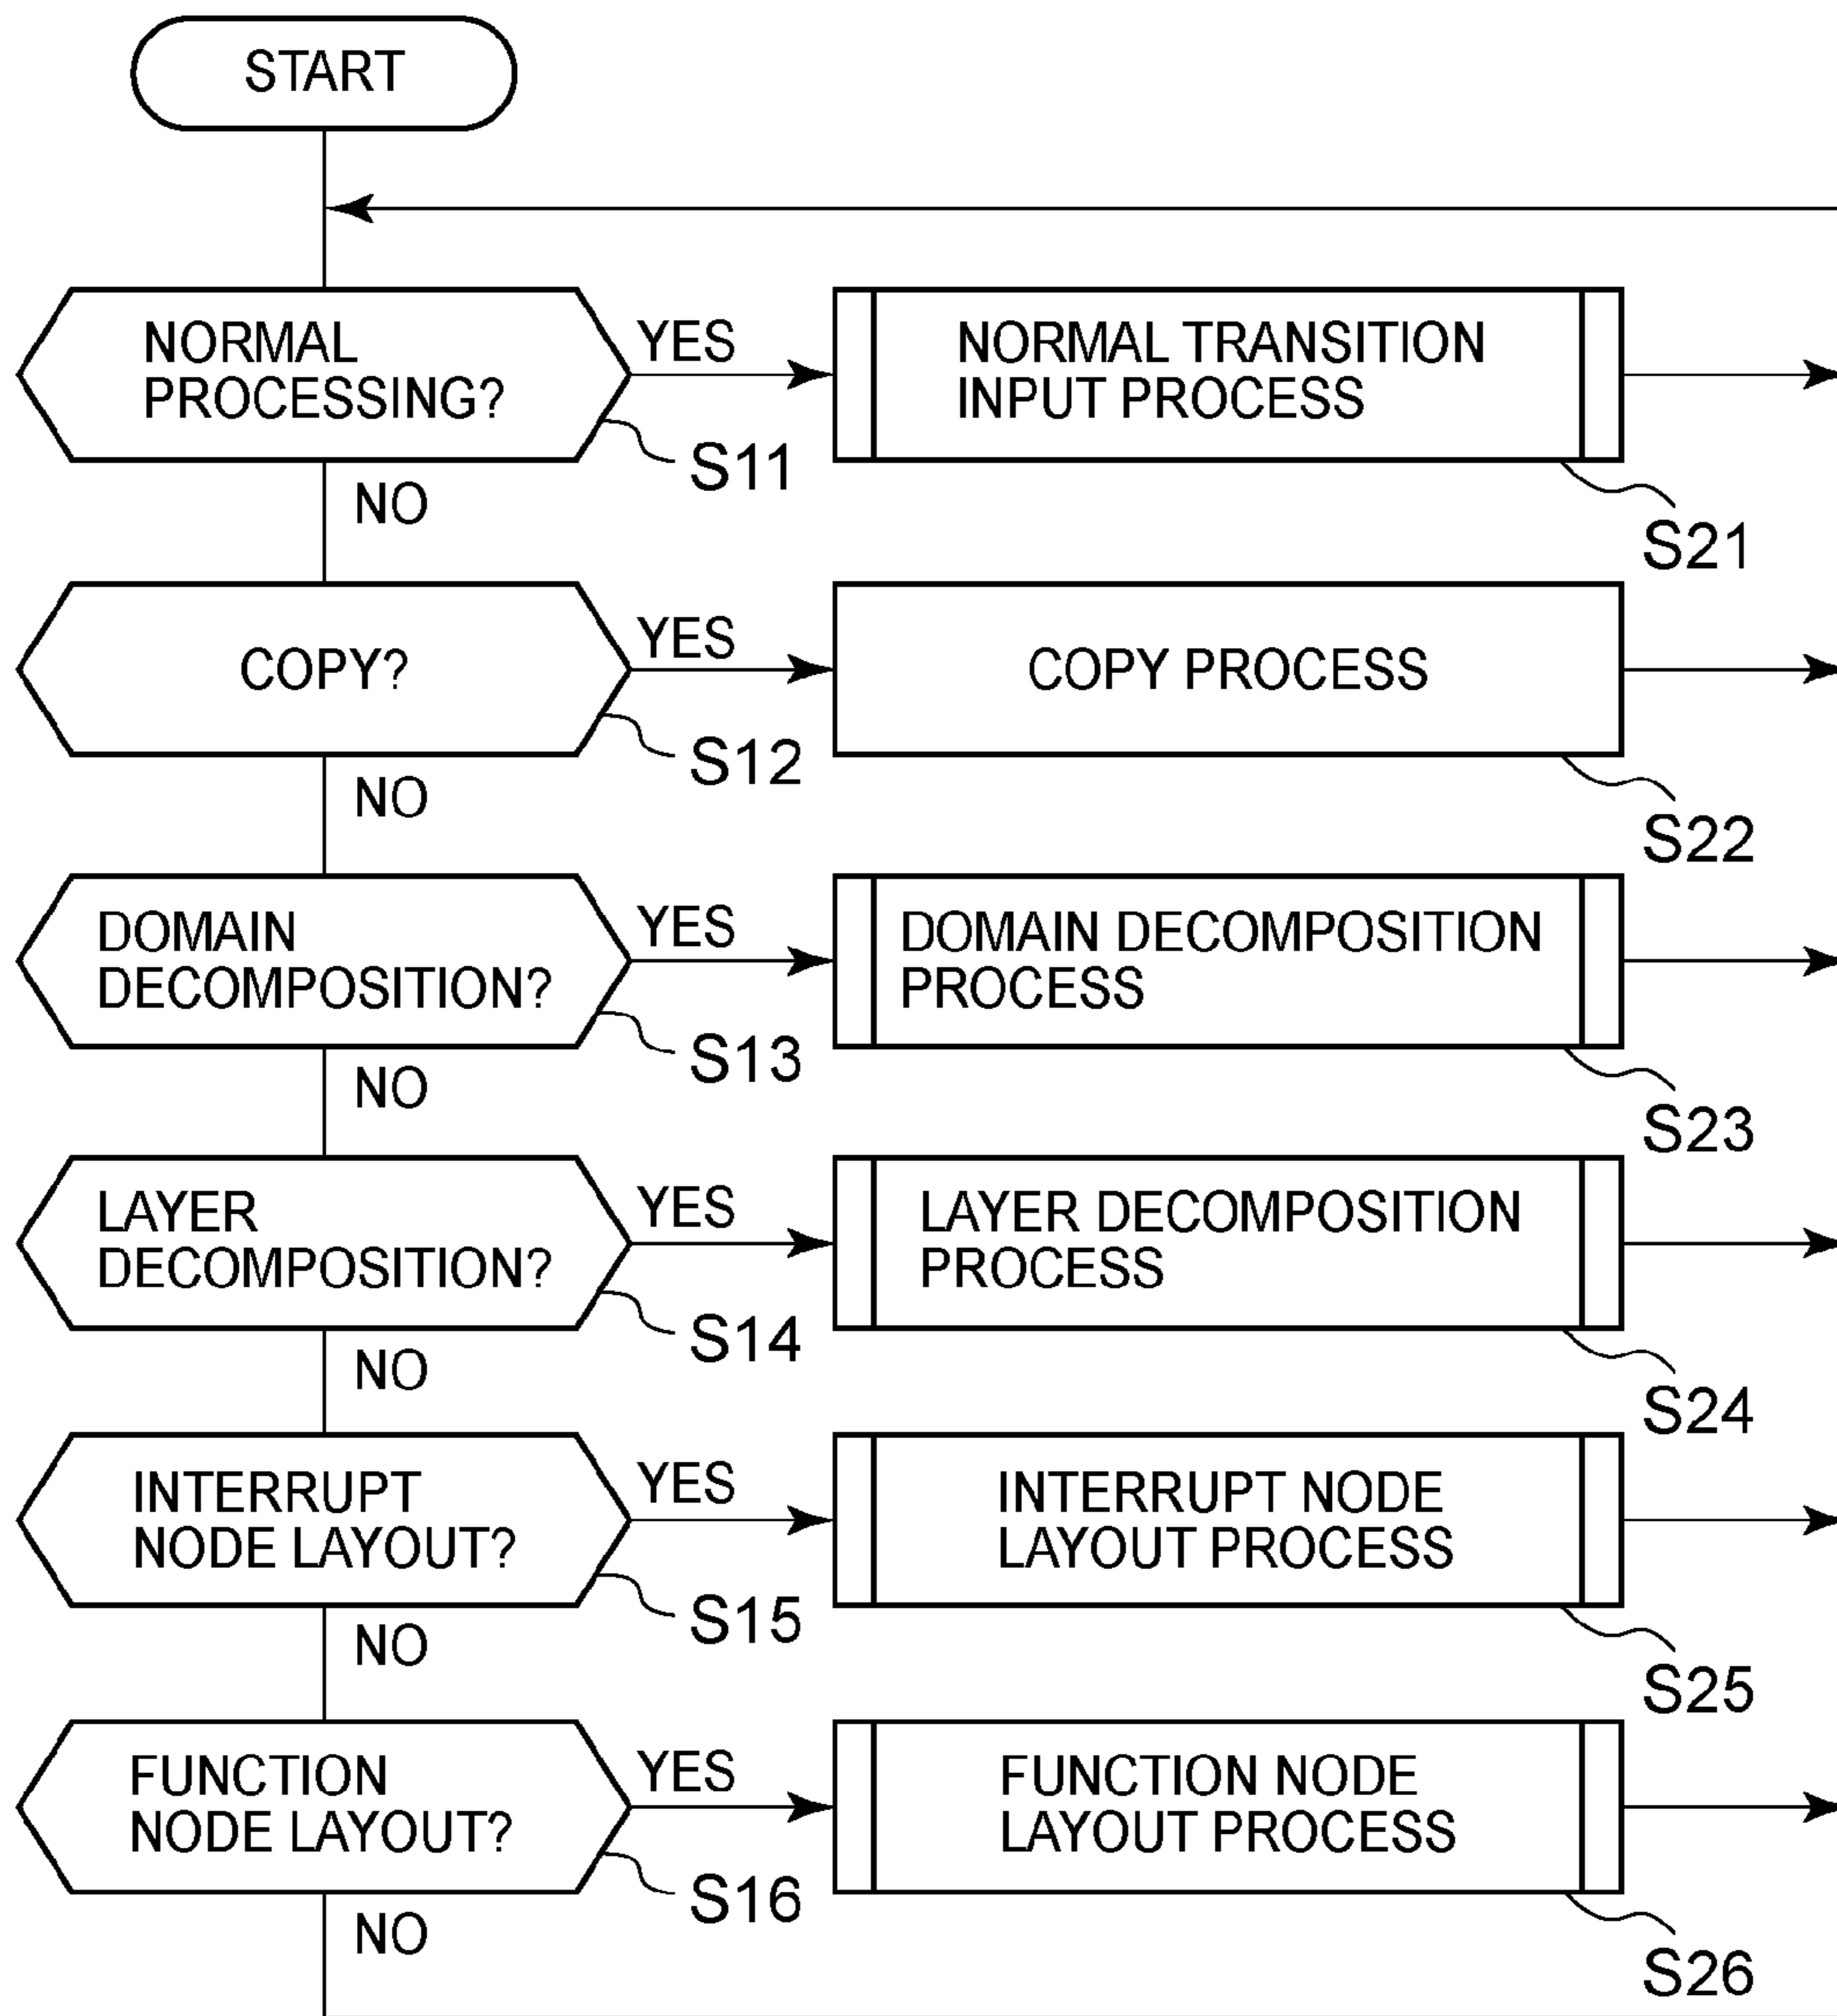 START
NORMAL
PROCESSING?
YES
NORMAL TRANSITION
INPUT PROCESS
S11
NO
S21
COPY?
YES
COPY PROCESS
S12
NO
S22
DOMAIN
DECOMPOSITION?
YES
DOMAIN DECOMPOSITION
PROCESS
S13
NO
S23
LAYER
DECOMPOSITION?
YES
LAYER DECOMPOSITION
PROCESS
S14
NO
S24
INTERRUPT
NODE LAYOUT?
YES
INTERRUPT NODE
LAYOUT PROCESS
S15
NO
S25
FUNCTION
NODE LAYOUT?
YES
FUNCTION NODE
LAYOUT PROCESS
S16
NO
S26